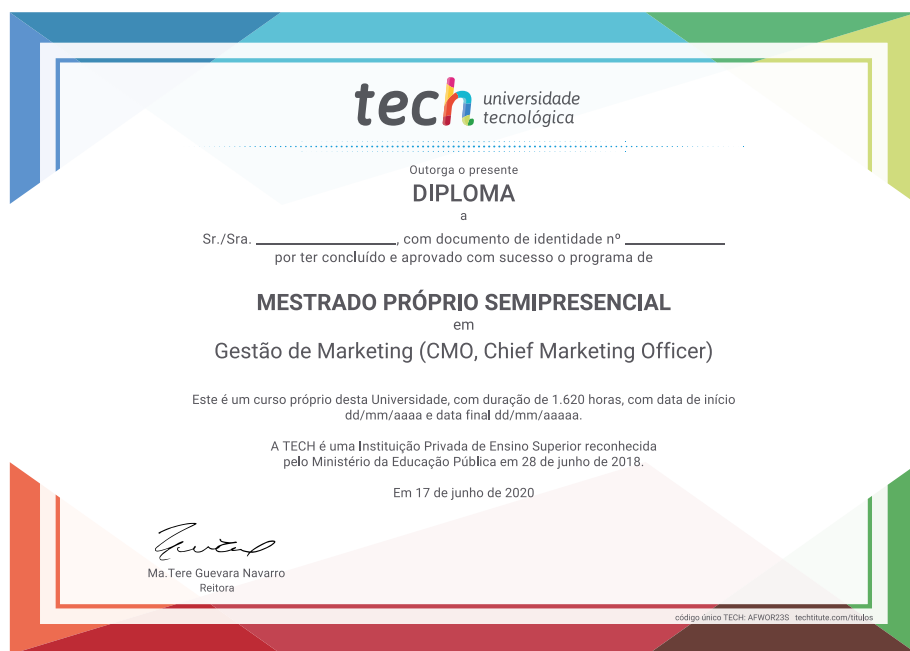 tech universidade
tecnológica
Outorga o presente
DIPLOMA
a
Sr./Sra. ____________, com documento de identidade nº ____________
por ter concluído e aprovado com sucesso o programa de
MESTRADO PRÓPRIO SEMIPRESENCIAL
em
Gestão de Marketing (CMO, Chief Marketing Officer)
Este é um curso próprio desta Universidade, com duração de 1.620 horas, com data de início
dd/mm/aaaa e data final dd/mm/aaaaa.
A TECH é uma Instituição Privada de Ensino Superior reconhecida
pelo Ministério da Educação Pública em 28 de junho de 2018.
Em 17 de junho de 2020
Ma.Tere Guevara Navarro
Reitora
código único TECH: AFWOR23S techtitute.com/titulos